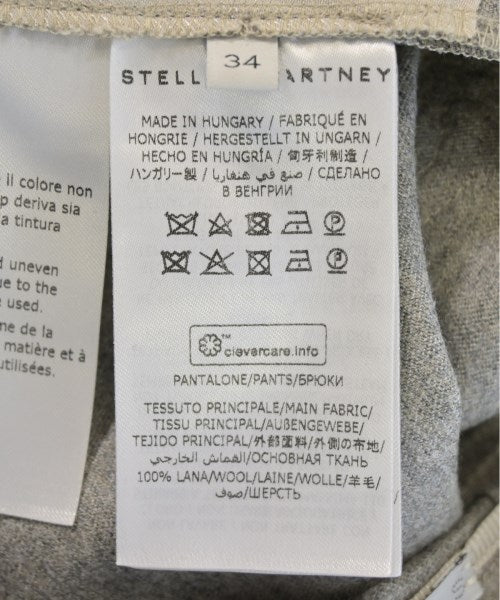 34
STELL ARTNEY
MADE IN HUNGARY / FABRIQUÉ EN
HONGRIE / HERGESTELLT IN UNGARN /
HECHO EN HUNGRÍA / 匈牙利制造 /
ハンガリー製 / صنع في هنغاريا / СДЕЛАНО
В ВЕНГРИИ
clevercare.info
TM
PANTALONE/PANTS/БРЮКИ
TESSUTO PRINCIPALE/MAIN FABRIC/
TISSU PRINCIPAL/AUßENGEWEBE/
TEJIDO PRINCIPAL/外部面料/外側の布地/
القماش الخارجي/ОСНОВНАЯ ТКАНЬ
100% LANA/WOOL/LAINE/WOLLE/羊毛/
صوف/ШЕРСТЬ
il colore non
p deriva sia
a tintura
d uneven
ue to the
used.
ne de la
matière et à
utilisées.